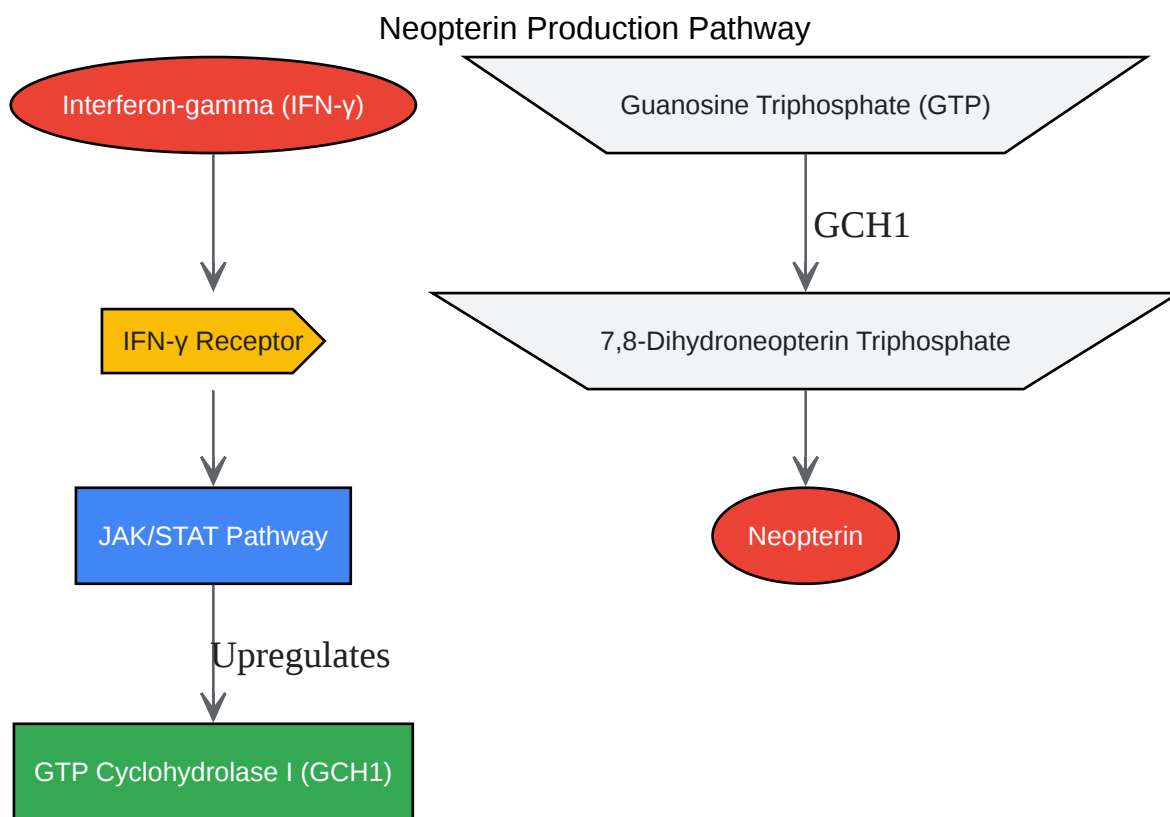 Neopterin Production Pathway
Interferon-gamma (IFN-γ)
Guanosine Triphosphate (GTP)
GCH1
IFN-γ Receptor
7,8-Dihydroneopterin Triphosphate
JAK/STAT Pathway
Neopterin
Upregulates
GTP Cyclohydrolase I (GCH1)